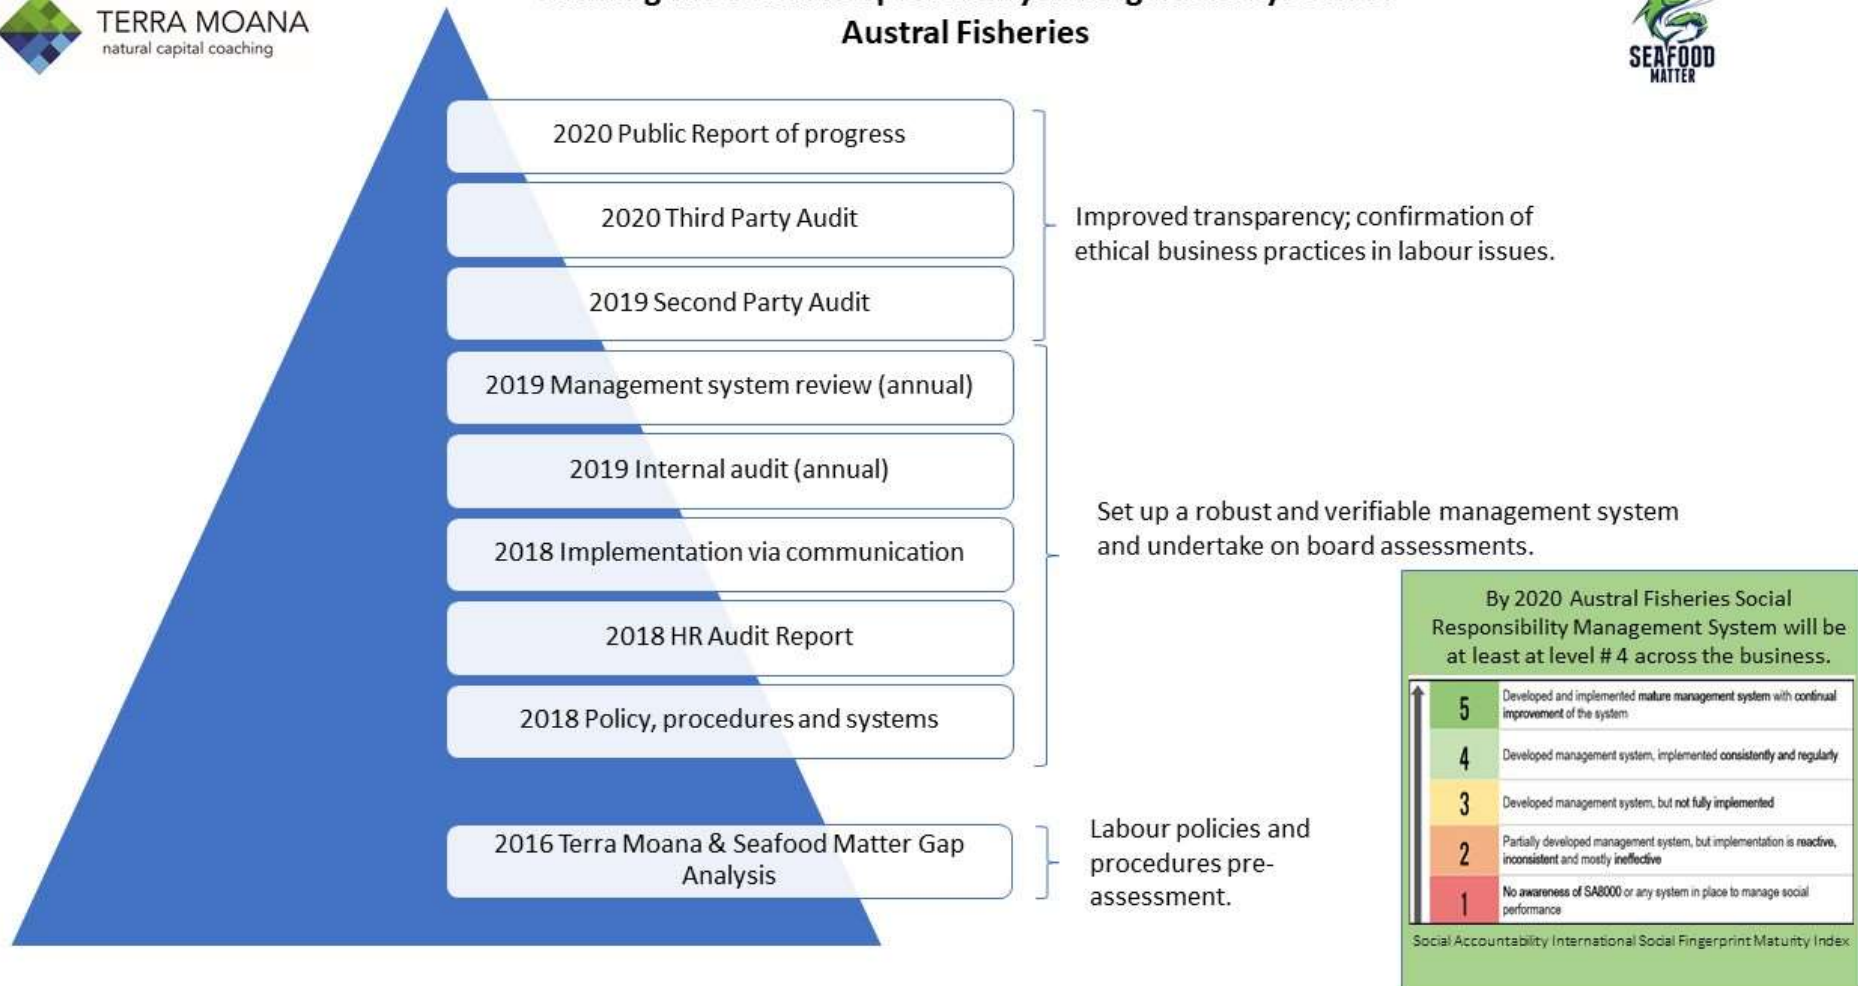 TERRA MOANA
natural capital coaching
Austral Fisheries
SEAFOOD
MATTER
2020 Public Report of progress
2020 Third Party Audit
2019 Second Party Audit
Improved transparency; confirmation of
ethical business practices in labour issues.
2019 Management system review (annual)
2019 Internal audit (annual)
2018 Implementation via communication
2018 HR Audit Report
2018 Policy, procedures and systems
Set up a robust and verifiable management system
and undertake on board assessments.
2016 Terra Moana & Seafood Matter Gap
Analysis
Labour policies and
procedures pre-
assessment.
By 2020 Austral Fisheries Social
Responsibility Management System will be
at least at level # 4 across the business.
5
Developed and implemented mature management system with continual
improvement of the system
4
Developed management system, implemented consistently and regularly
3
Developed management system, but not fully implemented
2
Partially developed management system, but implementation is reactive,
inconsistent and mostly ineffective
1
No awareness of SA8000 or any system in place to manage social
performance
Social Accountability International Social Fingerprint Maturity Index